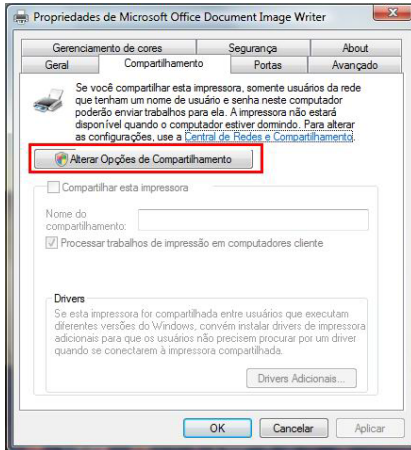 Propriedades de Microsoft Office Document Image Writer
Gerenciamento de cores
Segurança
About
Geral
Compartilhamento
Portas
Avançado
Se você compartilhar esta impressora, somente usuários da rede
que tenham um nome de usuário e senha neste computador
poderão enviar trabalhos para ela. A impressora não estará
disponível quando o computador estiver dormindo. Para alterar
as configurações, use a Central de Redes e Compartilhamento.
Alterar Opções de Compartilhamento
Compartilhar esta impressora
Nome do
compartilhamento:
Processar trabalhos de impressão em computadores cliente
Drivers
Se esta impressora for compartilhada entre usuários que executam
diferentes versões do Windows, convém instalar drivers de impressora
adicionais para que os usuários não precisem procurar por um driver
quando se conectarem à impressora compartilhada.
Drivers Adicionais...
OK
Cancelar
Aplicar